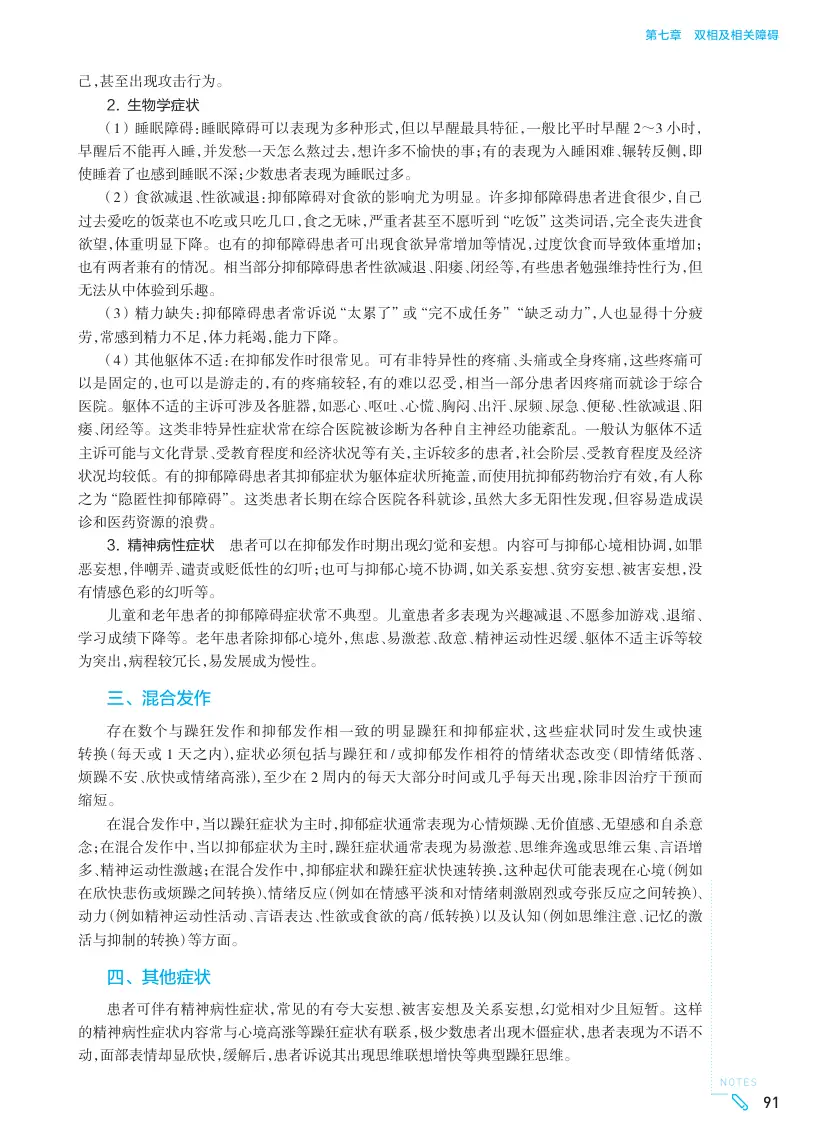 第七章　双相及相关障碍
己，甚至出现攻击行为。
2. 生物学症状
（1）睡眠障碍：睡眠障碍可以表现为多种形式，但以早醒最具特征，一般比平时早醒 2～3 小时，
早醒后不能再入睡，并发愁一天怎么熬过去，想许多不愉快的事；有的表现为入睡困难、辗转反侧，即
使睡着了也感到睡眠不深；少数患者表现为睡眠过多。
（2）食欲减退、性欲减退：抑郁障碍对食欲的影响尤为明显。许多抑郁障碍患者进食很少，自己
过去爱吃的饭菜也不吃或只吃几口，食之无味，严重者甚至不愿听到“吃饭”这类词语，完全丧失进食
欲望，体重明显下降。也有的抑郁障碍患者可出现食欲异常增加等情况，过度饮食而导致体重增加；
也有两者兼有的情况。相当部分抑郁障碍患者性欲减退、阳痿、闭经等，有些患者勉强维持性行为，但
无法从中体验到乐趣。
（3）精力缺失：抑郁障碍患者常诉说“太累了”或“完不成任务”“缺乏动力”，人也显得十分疲
劳，常感到精力不足，体力耗竭，能力下降。
（4）其他躯体不适：在抑郁发作时很常见。可有非特异性的疼痛、头痛或全身疼痛，这些疼痛可
以是固定的，也可以是游走的，有的疼痛较轻，有的难以忍受，相当一部分患者因疼痛而就诊于综合
医院。躯体不适的主诉可涉及各脏器，如恶心、呕吐、心慌、胸闷、出汗、尿频、尿急、便秘、性欲减退、阳
痿、闭经等。这类非特异性症状常在综合医院被诊断为各种自主神经功能紊乱。一般认为躯体不适
主诉可能与文化背景、受教育程度和经济状况等有关，主诉较多的患者，社会阶层、受教育程度及经济
状况均较低。有的抑郁障碍患者其抑郁症状为躯体症状所掩盖，而使用抗抑郁药物治疗有效，有人称
之为“隐匿性抑郁障碍”。这类患者长期在综合医院各科就诊，虽然大多无阳性发现，但容易造成误
诊和医药资源的浪费。
3. 精神病性症状　患者可以在抑郁发作时期出现幻觉和妄想。内容可与抑郁心境相协调，如罪
恶妄想，伴嘲弄、谴责或贬低性的幻听；也可与抑郁心境不协调，如关系妄想、贫穷妄想、被害妄想，没
有情感色彩的幻听等。
儿童和老年患者的抑郁障碍症状常不典型。儿童患者多表现为兴趣减退、不愿参加游戏、退缩、
学习成绩下降等。老年患者除抑郁心境外，焦虑、易激惹、敌意、精神运动性迟缓、躯体不适主诉等较
为突出，病程较冗长，易发展成为慢性。
三、混合发作
存在数个与躁狂发作和抑郁发作相一致的明显躁狂和抑郁症状，这些症状同时发生或快速
转换（每天或 1 天之内），症状必须包括与躁狂和/或抑郁发作相符的情绪状态改变（即情绪低落、
烦躁不安、欣快或情绪高涨），至少在 2 周内的每天大部分时间或几乎每天出现，除非因治疗干预而
缩短。
在混合发作中，当以躁狂症状为主时，抑郁症状通常表现为心情烦躁、无价值感、无望感和自杀意
念；在混合发作中，当以抑郁症状为主时，躁狂症状通常表现为易激惹、思维奔逸或思维云集、言语增
多、精神运动性激越；在混合发作中，抑郁症状和躁狂症状快速转换，这种起伏可能表现在心境（例如
在欣快悲伤或烦躁之间转换）、情绪反应（例如在情感平淡和对情绪刺激剧烈或夸张反应之间转换）、
动力（例如精神运动性活动、言语表达、性欲或食欲的高/低转换）以及认知（例如思维注意、记忆的激
活与抑制的转换）等方面。
四、其他症状
患者可伴有精神病性症状，常见的有夸大妄想、被害妄想及关系妄想，幻觉相对少且短暂。这样
的精神病性症状内容常与心境高涨等躁狂症状有联系，极少数患者出现木僵症状，患者表现为不语不
动，面部表情却显欣快，缓解后，患者诉说其出现思维联想增快等典型躁狂思维。
NOTES
91